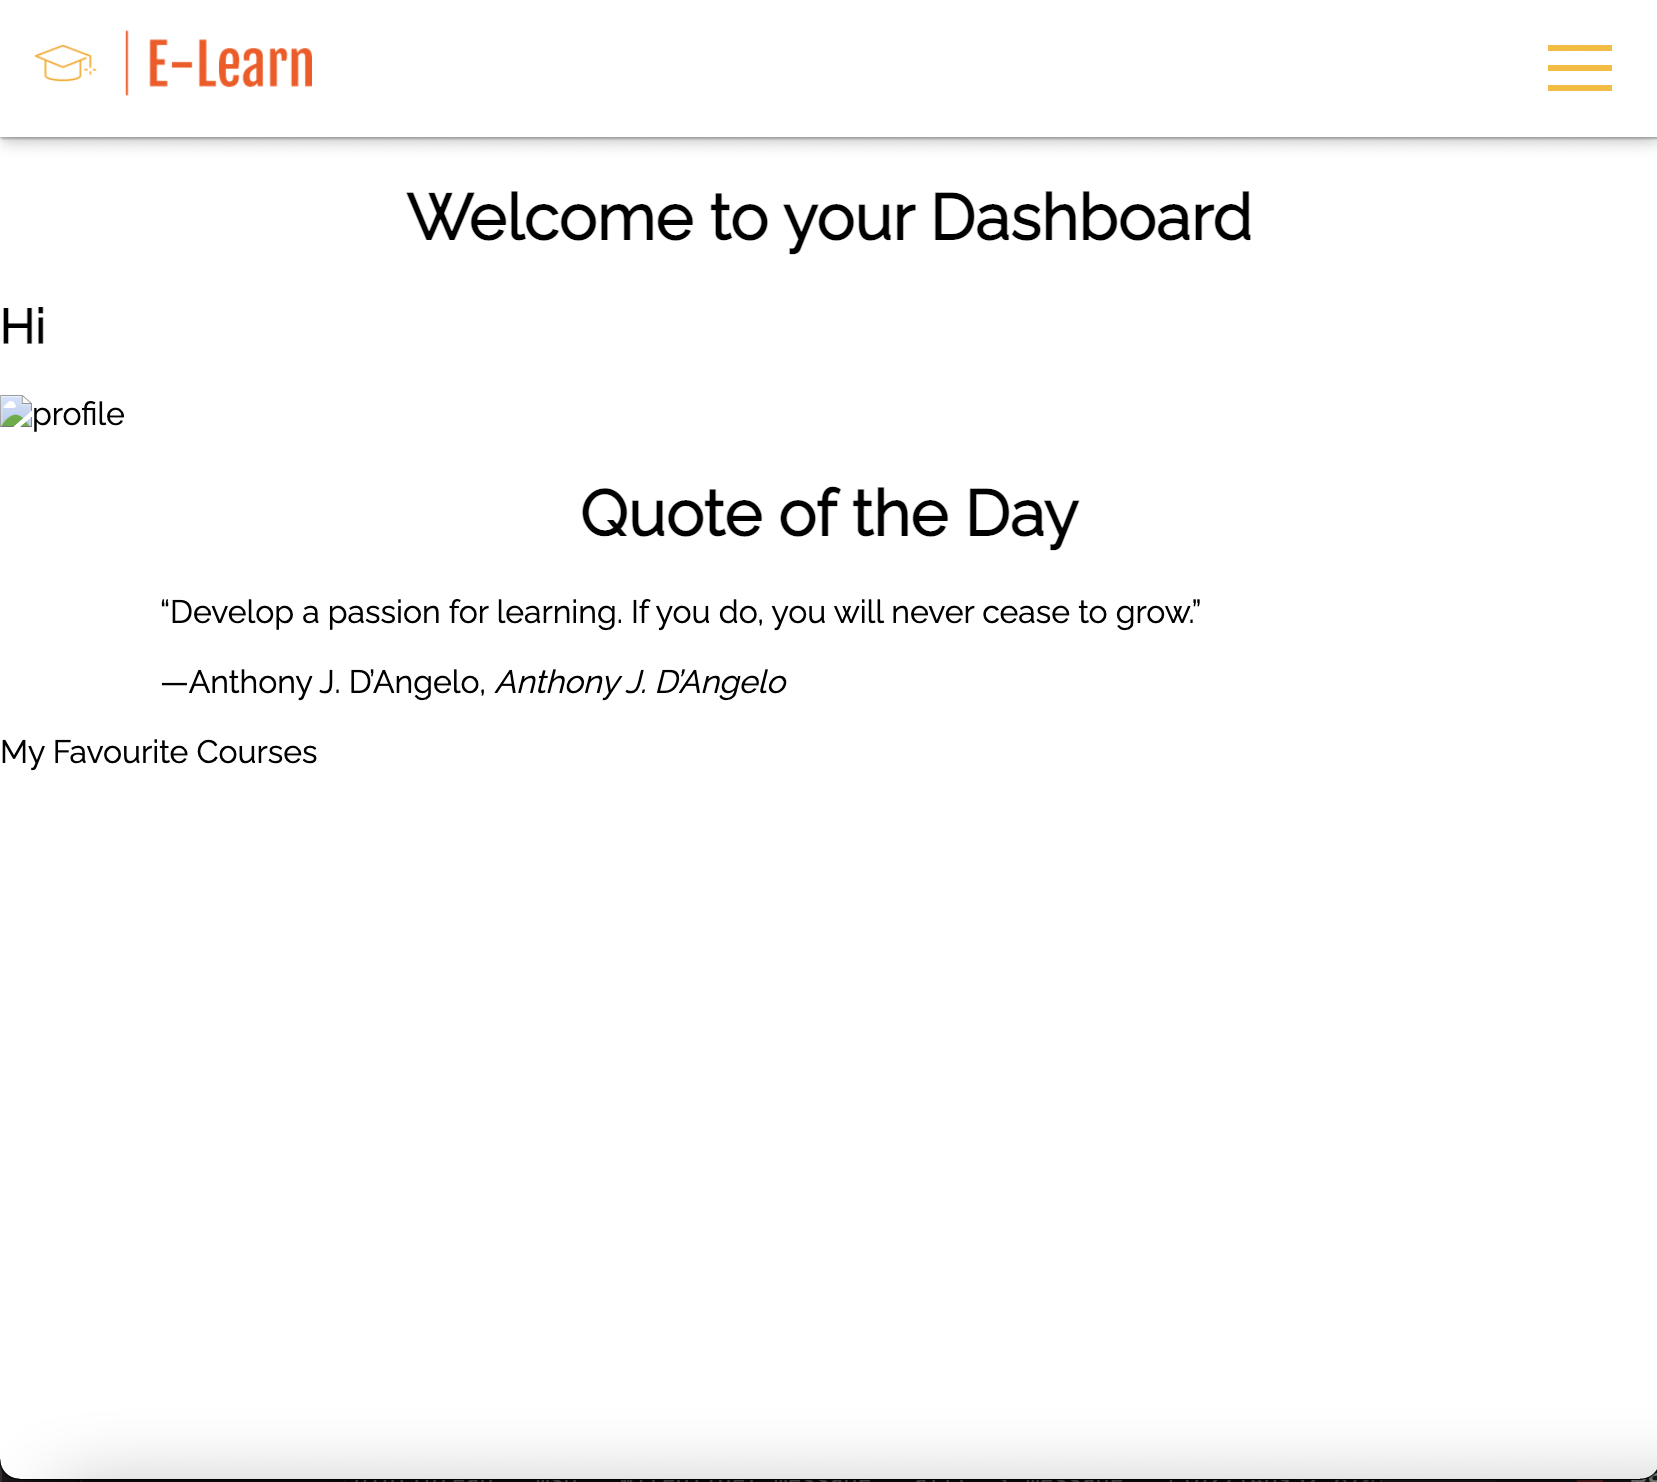 E-Learn
Welcome to your Dashboard
Hi
profile
Quote of the Day
“Develop a passion for learning. If you do, you will never cease to grow.”
—Anthony J. D’Angelo, Anthony J. D’Angelo
My Favourite Courses